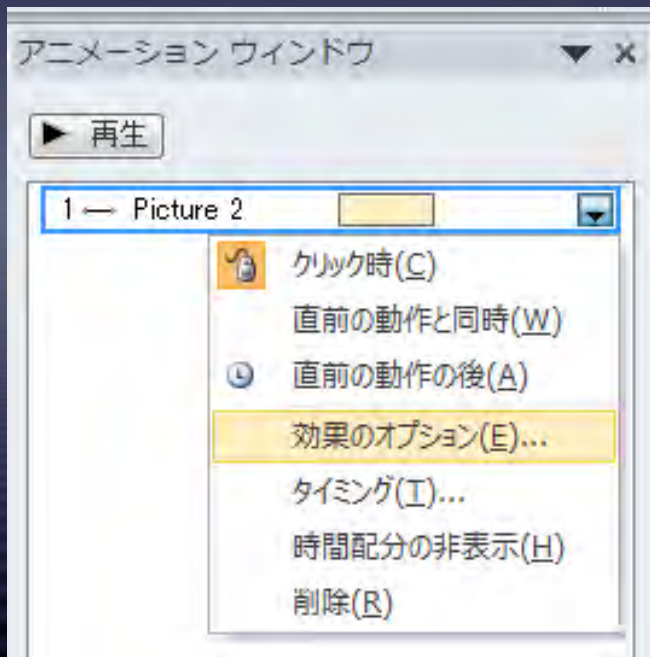 アニメーション ウィンドウ
再生
1 Picture 2
クリック時(C)
直前の動作と同時(W)
直前の動作の後(A)
効果のオプション(E)...
タイミング(T)...
時間配分の非表示(H)
削除(R)